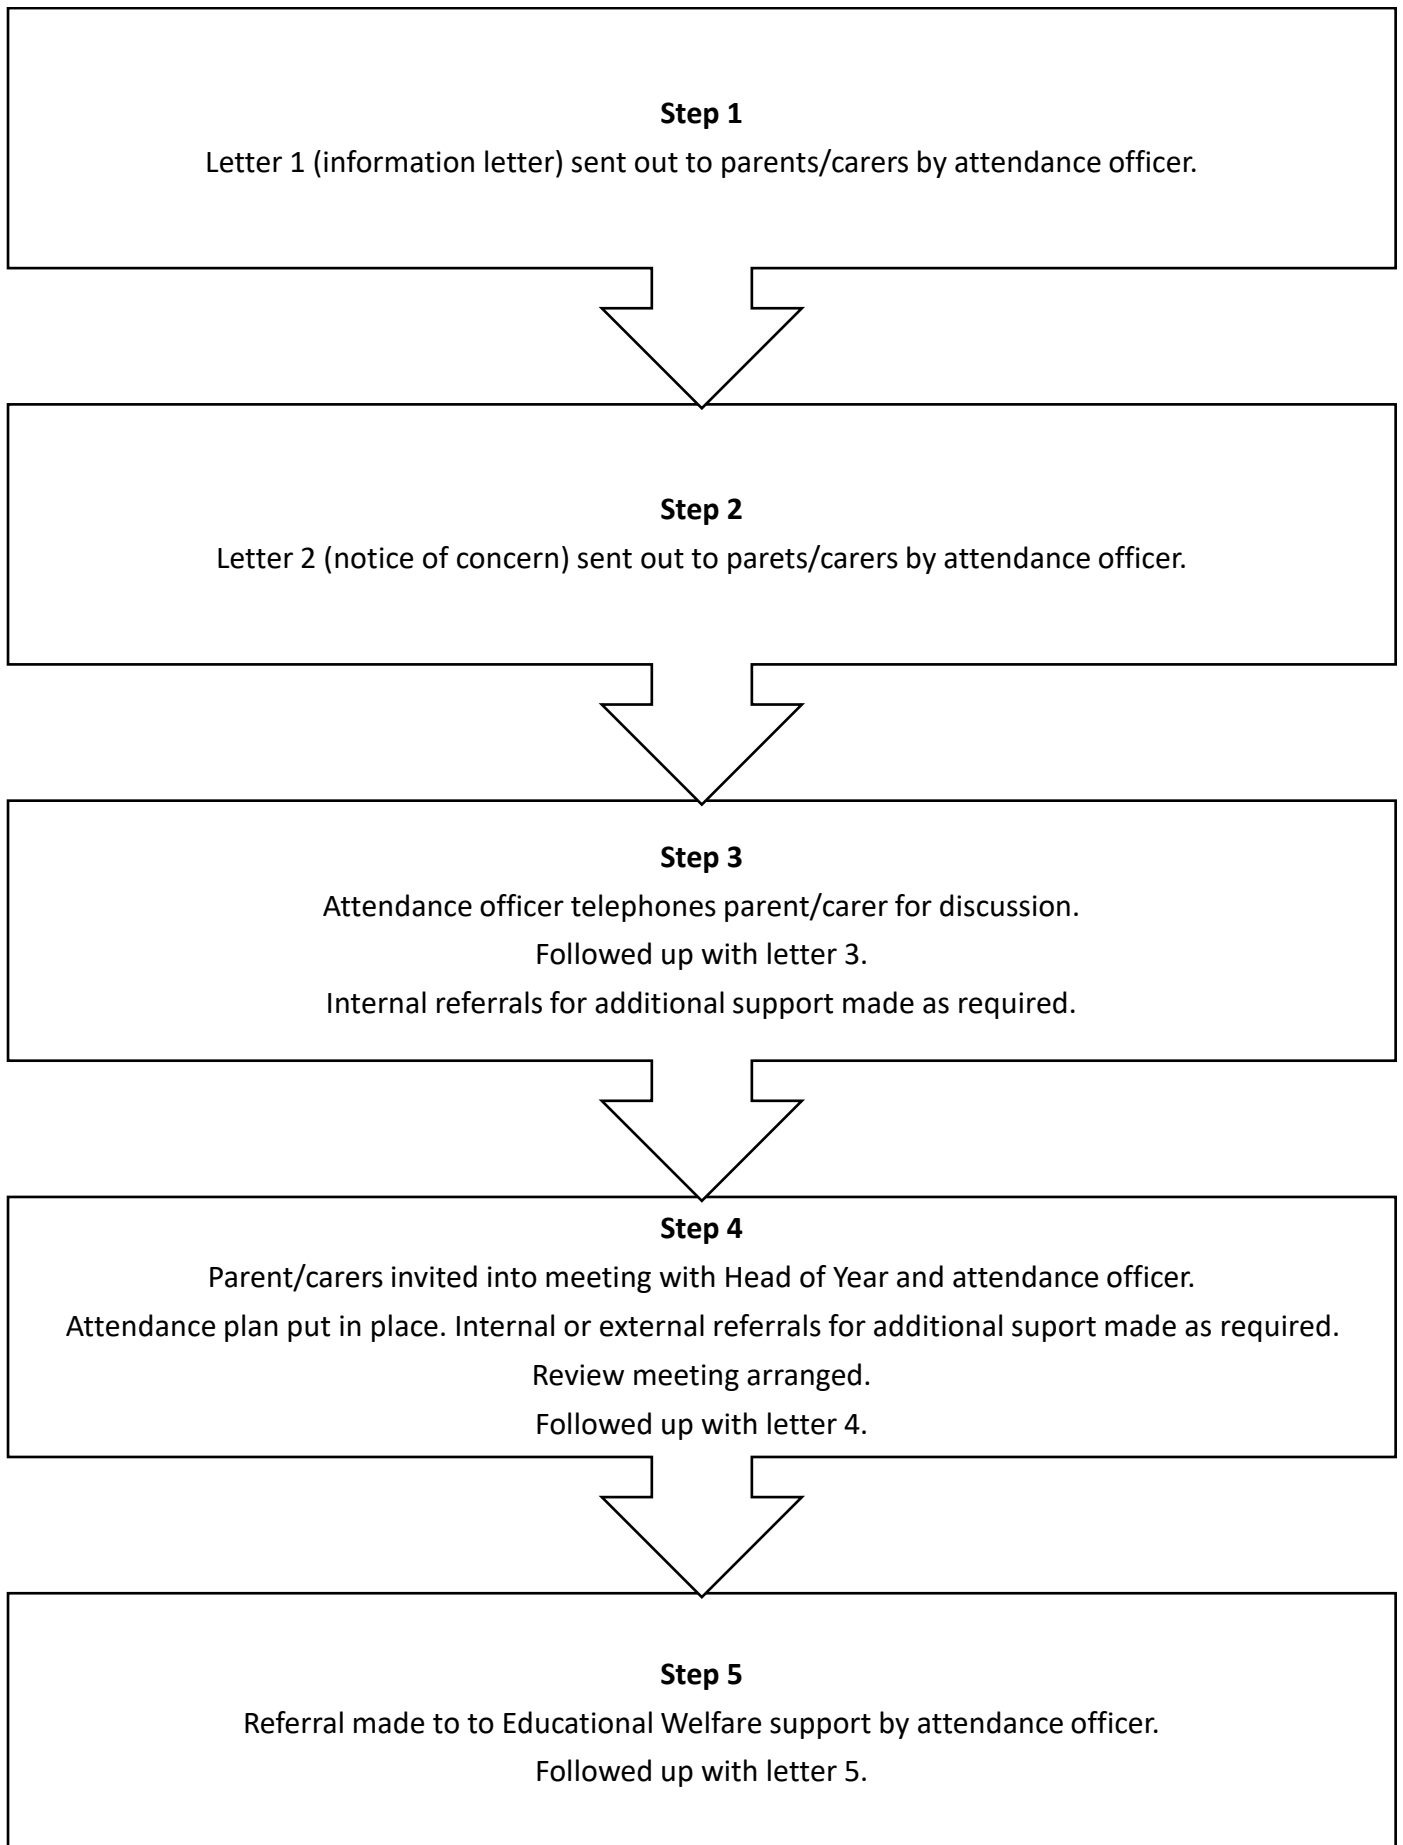 Step 1
Letter 1 (information letter) sent out to parents/carers by attendance officer.
Step 2
Letter 2 (notice of concern) sent out to parets/carers by attendance officer.
Step 3
Attendance officer telephones parent/carer for discussion.
Followed up with letter 3.
Internal referrals for additional support made as required.
Step 4
Parent/carers invited into meeting with Head of Year and attendance officer.
Attendance plan put in place. Internal or external referrals for additional suport made as required.
Review meeting arranged.
Followed up with letter 4.
Step 5
Referral made to to Educational Welfare support by attendance officer.
Followed up with letter 5.